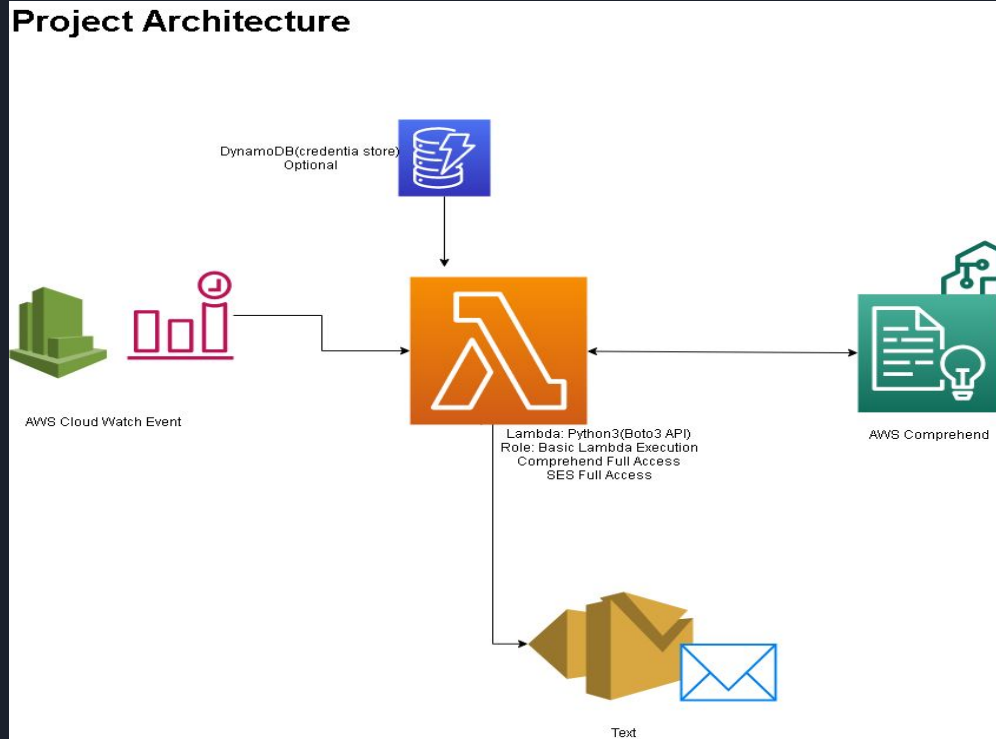 Project Architecture
DynamoDB(credentia store)
Optional
AWS Cloud Watch Event
Lambda: Python3(Boto3 API)
Role: Basic Lambda Execution
Comprehend Full Access
SES Full Access
AWS Comprehend
Text